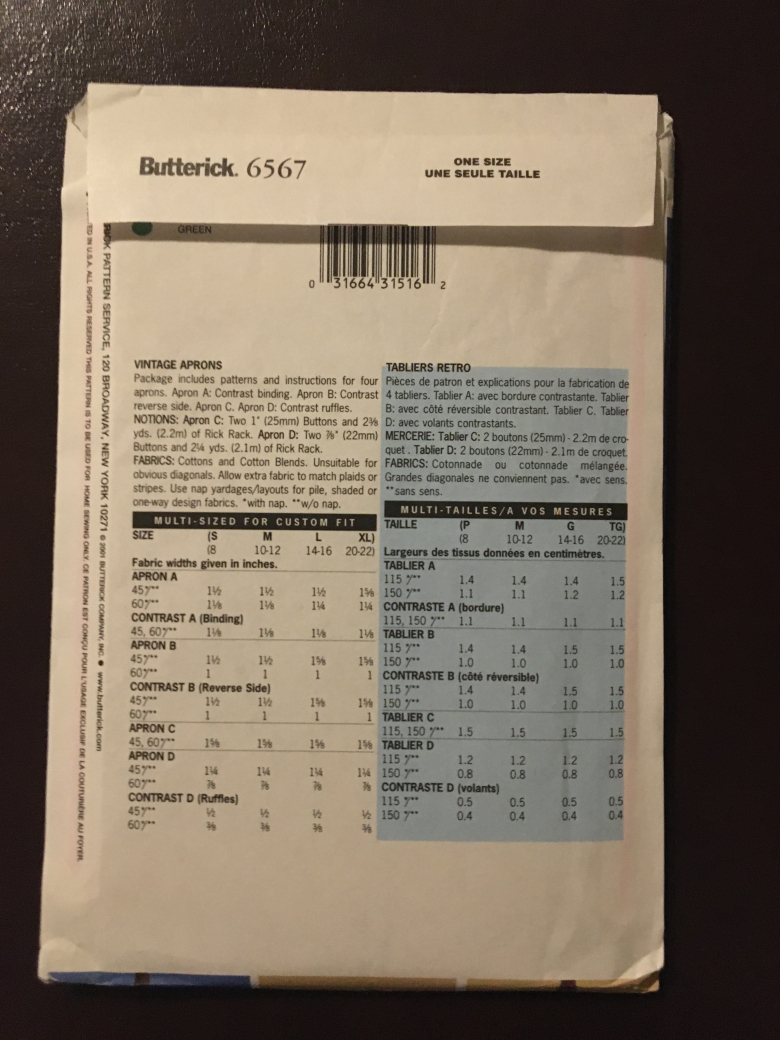 Butterick® 6567
ONE SIZE
UNE SEULE TAILLE
GREEN
0 31664 31516 2
VINTAGE APRONS
Package includes patterns and instructions for four
aprons. Apron A: Contrast binding. Apron B: Contrast
reverse side. Apron C. Apron D: Contrast ruffles.
NOTIONS: Apron C: Two 1" (25mm) Buttons and 2⅜
yds. (2.2m) of Rick Rack. Apron D: Two ⅞" (22mm)
Buttons and 2¼ yds. (2.1m) of Rick Rack.
FABRICS: Cottons and Cotton Blends. Unsuitable for
obvious diagonals. Allow extra fabric to match plaids or
stripes. Use nap yardages/layouts for pile, shaded or
one-way design fabrics. *with nap. **w/o nap.
MULTI-SIZED FOR CUSTOM FIT
SIZE (S M L XL)
(8 10-12 14-16 20-22)
Fabric widths given in inches.
APRON A
45"*/** 1½ 1½ 1½ 1⅝
60"*/** 1⅛ 1⅛ 1¼ 1¼
CONTRAST A (Binding)
45, 60"*/** 1⅛ 1⅛ 1⅛ 1⅛
APRON B
45"*/** 1½ 1½ 1⅝ 1⅝
60"*/** 1 1 1 1
CONTRAST B (Reverse Side)
45"*/** 1½ 1½ 1⅝ 1⅝
60"*/** 1 1 1 1
APRON C
45, 60"*/** 1⅝ 1⅝ 1⅝ 1⅝
APRON D
45"*/** 1¼ 1¼ 1¼ 1¼
60"*/** ⅞ ⅞ ⅞ ⅞
CONTRAST D (Ruffles)
45"*/** ½ ½ ½ ½
60"*/** ⅜ ⅜ ⅜ ⅜
TABLIERS RETRO
Pièces de patron et explications pour la fabrication de
4 tabliers. Tablier A: avec bordure contrastante. Tablier
B: avec côté réversible contrastant. Tablier C. Tablier
D: avec volants contrastants.
MERCERIE: Tablier C: 2 boutons (25mm) - 2.2m de cro-
quet . Tablier D: 2 boutons (22mm) - 2.1m de croquet.
FABRICS: Cotonnade ou cotonnade mélangée.
Grandes diagonales ne conviennent pas. *avec sens.
**sans sens.
MULTI-TAILLES/A VOS MESURES
TAILLE (P M G TG)
(8 10-12 14-16 20-22)
Largeurs des tissus données en centimètres.
TABLIER A
115 */** 1.4 1.4 1.4 1.5
150 */** 1.1 1.1 1.2 1.2
CONTRASTE A (bordure)
115, 150 */** 1.1 1.1 1.1 1.1
TABLIER B
115 */** 1.4 1.4 1.5 1.5
150 */** 1.0 1.0 1.0 1.0
CONTRASTE B (côté réversible)
115 */** 1.4 1.4 1.5 1.5
150 */** 1.0 1.0 1.0 1.0
TABLIER C
115, 150 */** 1.5 1.5 1.5 1.5
TABLIER D
115 */** 1.2 1.2 1.2 1.2
150 */** 0.8 0.8 0.8 0.8
CONTRASTE D (volants)
115 */** 0.5 0.5 0.5 0.5
150 */** 0.4 0.4 0.4 0.4
PATTERN SERVICE, 120 BROADWAY, NEW YORK 10271 © 2001 BUTTERICK COMPANY, INC. ● www.butterick.com
IN U.S.A. ALL RIGHTS RESERVED THIS PATTERN IS TO BE USED FOR HOME SEWING ONLY. CE PATRON EST CONÇU POUR L'USAGE EXCLUSIF DE LA COUTURIÈRE AU FOYER.